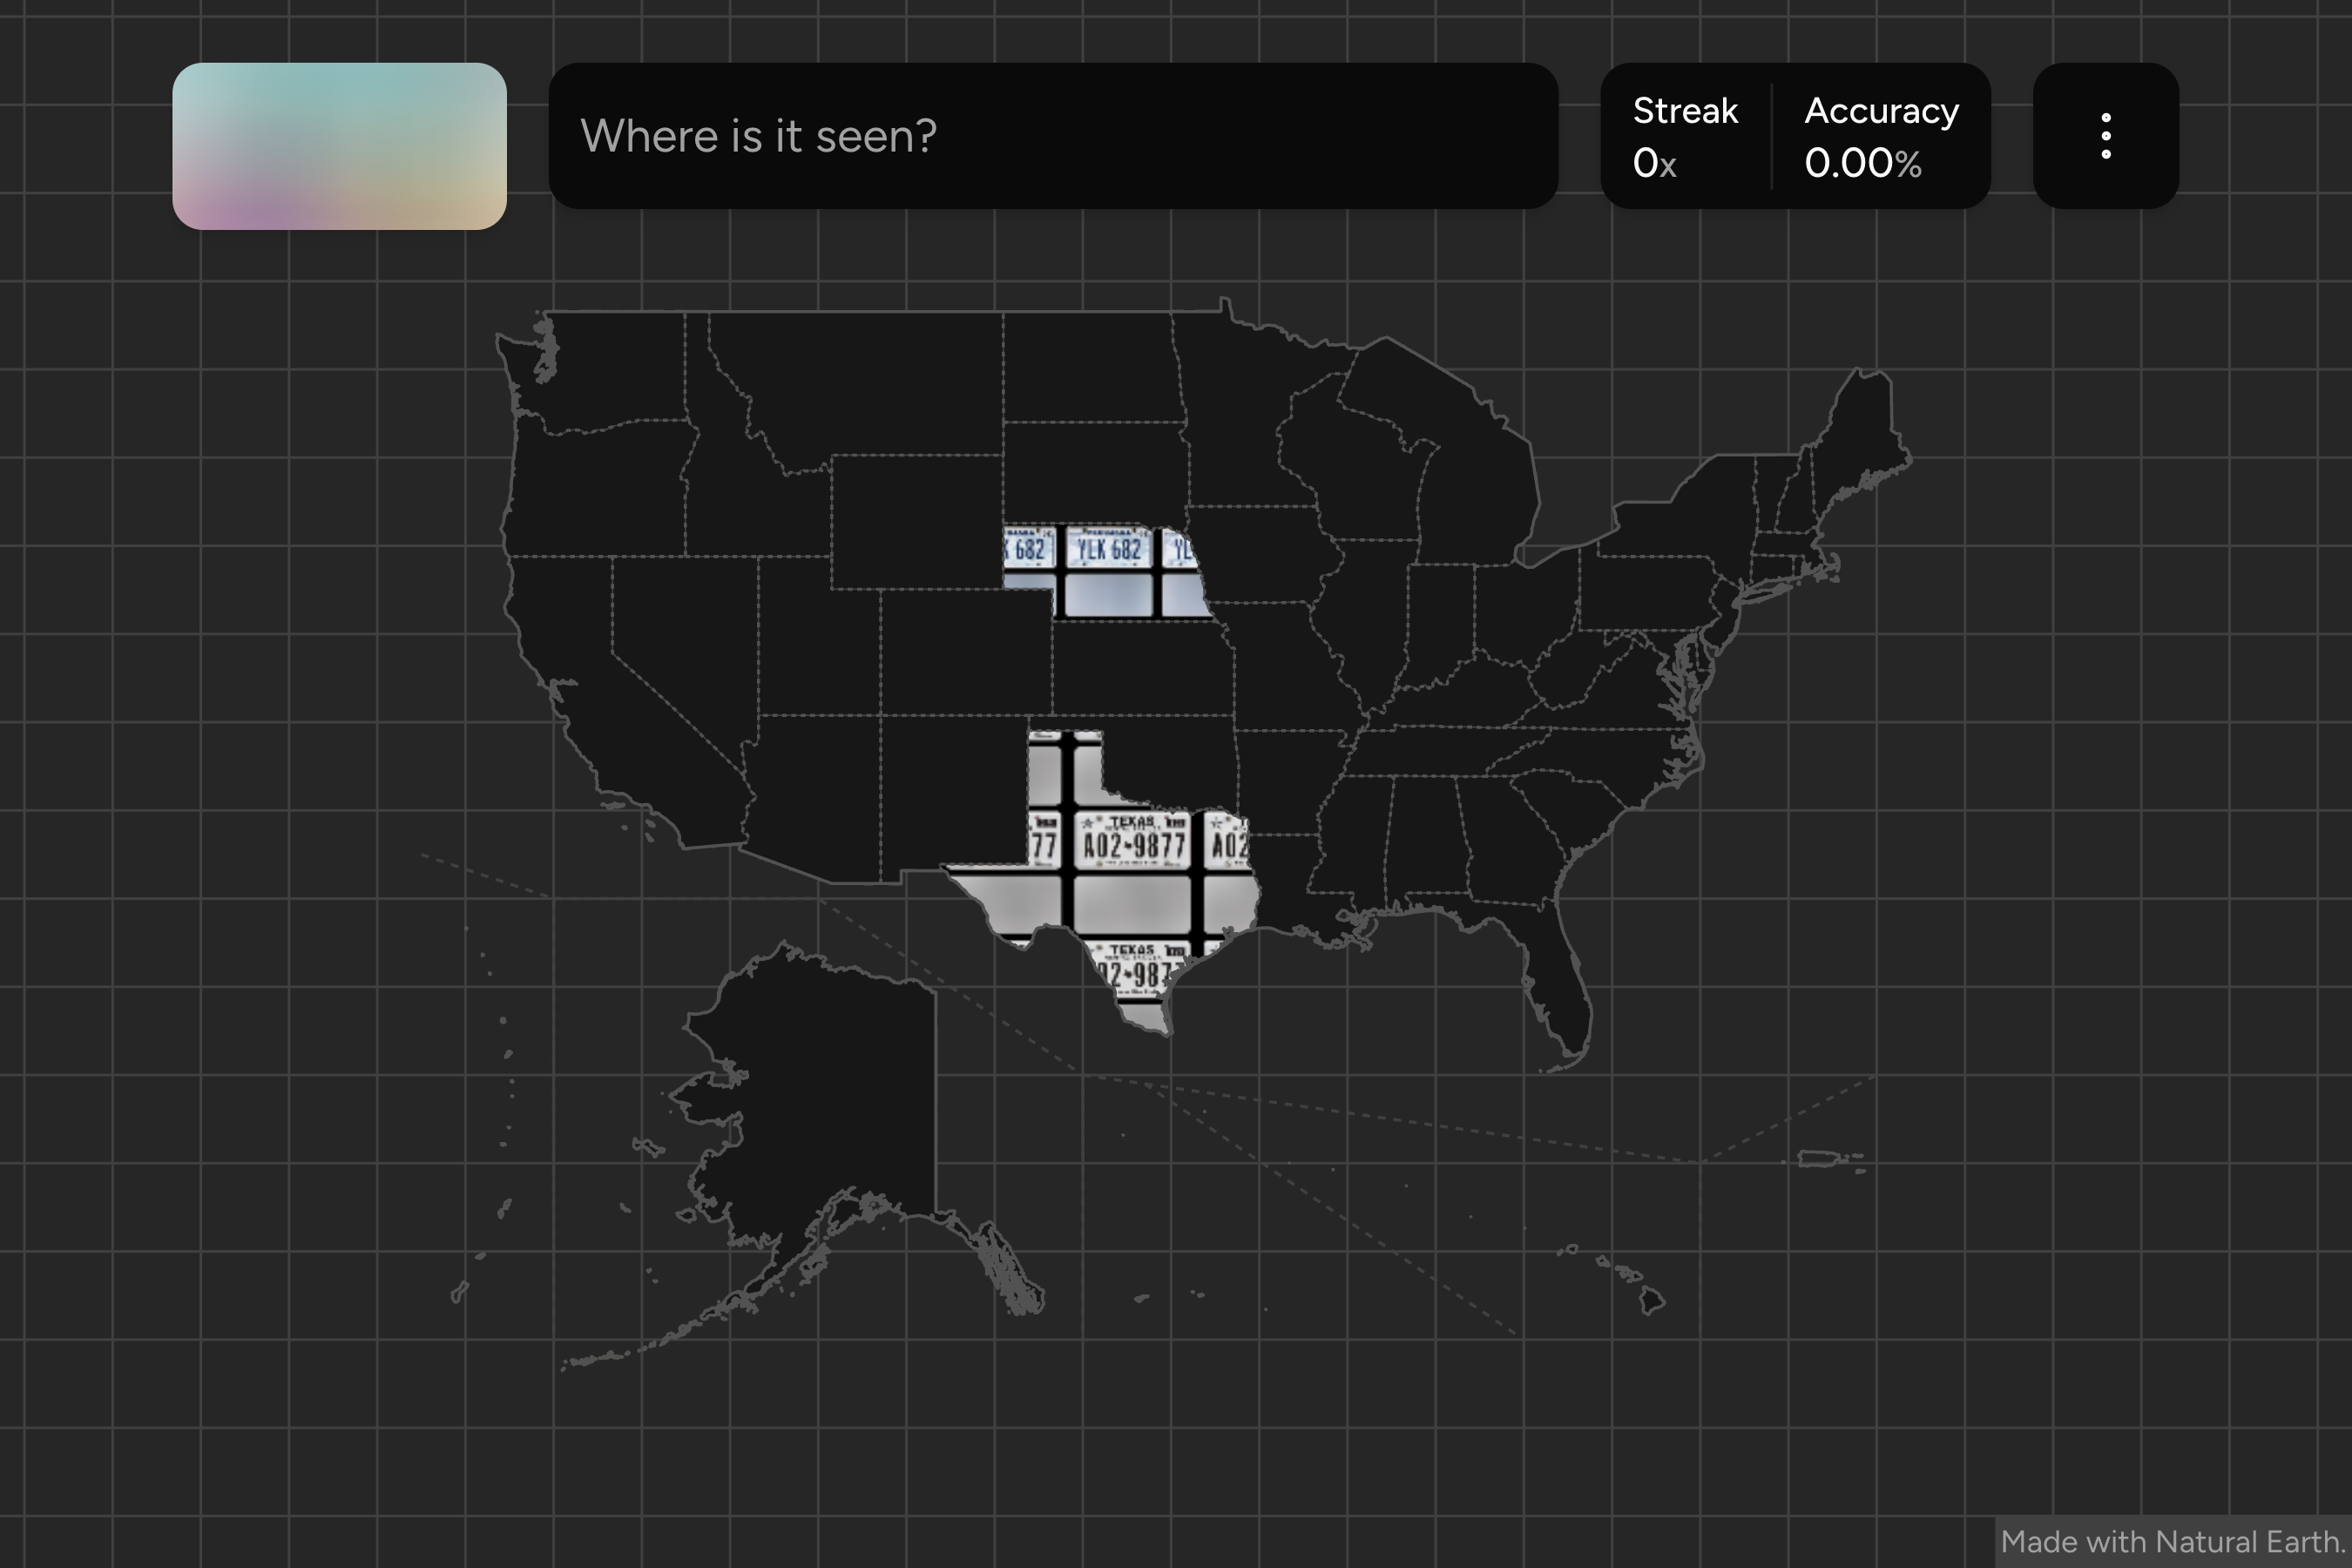 Where is it seen?
Streak
0x
Accuracy
0.00%
682
YLK 682
YL
77
TEXAS
A02-9877
A02
TEXAS
02-987
Made with Natural Earth.